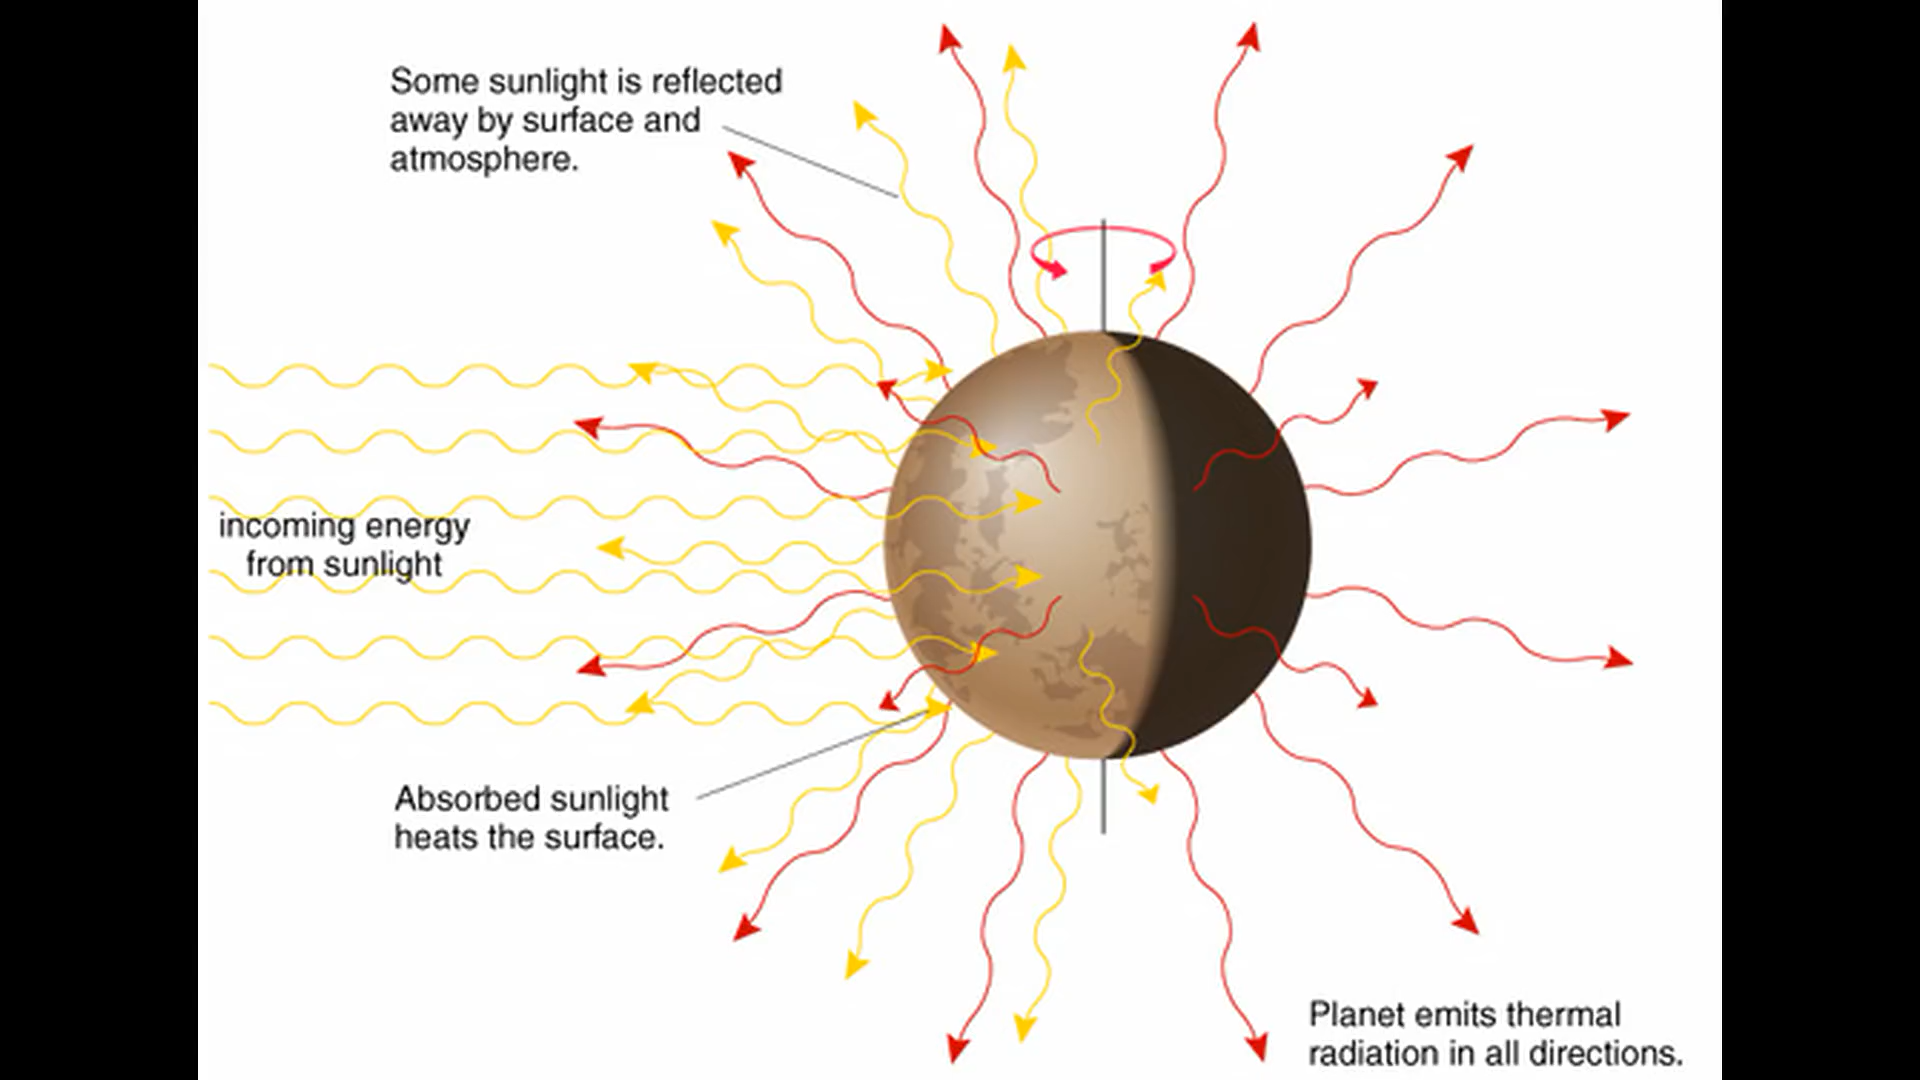 Some sunlight is reflected
away by surface and
atmosphere.
incoming energy
from sunlight
Absorbed sunlight
heats the surface.
Planet emits thermal
radiation in all directions.